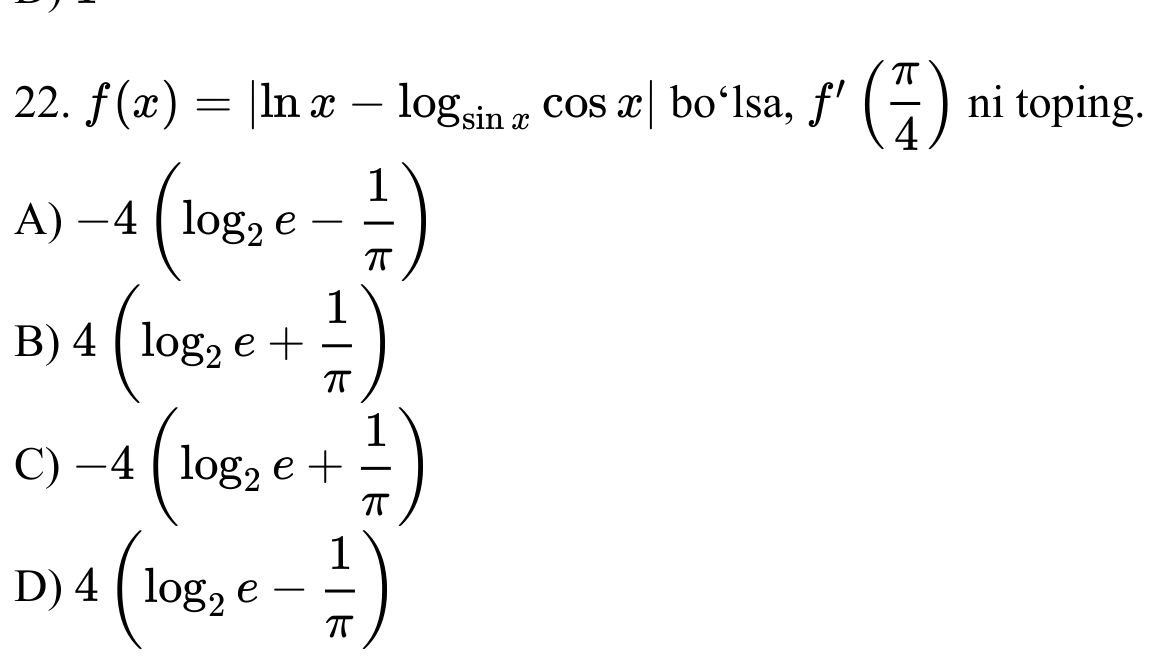 22. f(x) = |ln x − log_{sin x} cos x| bo‘lsa, f′(π/4) ni toping.
A) −4(log₂ e − 1/π)
B) 4(log₂ e + 1/π)
C) −4(log₂ e + 1/π)
D) 4(log₂ e − 1/π)